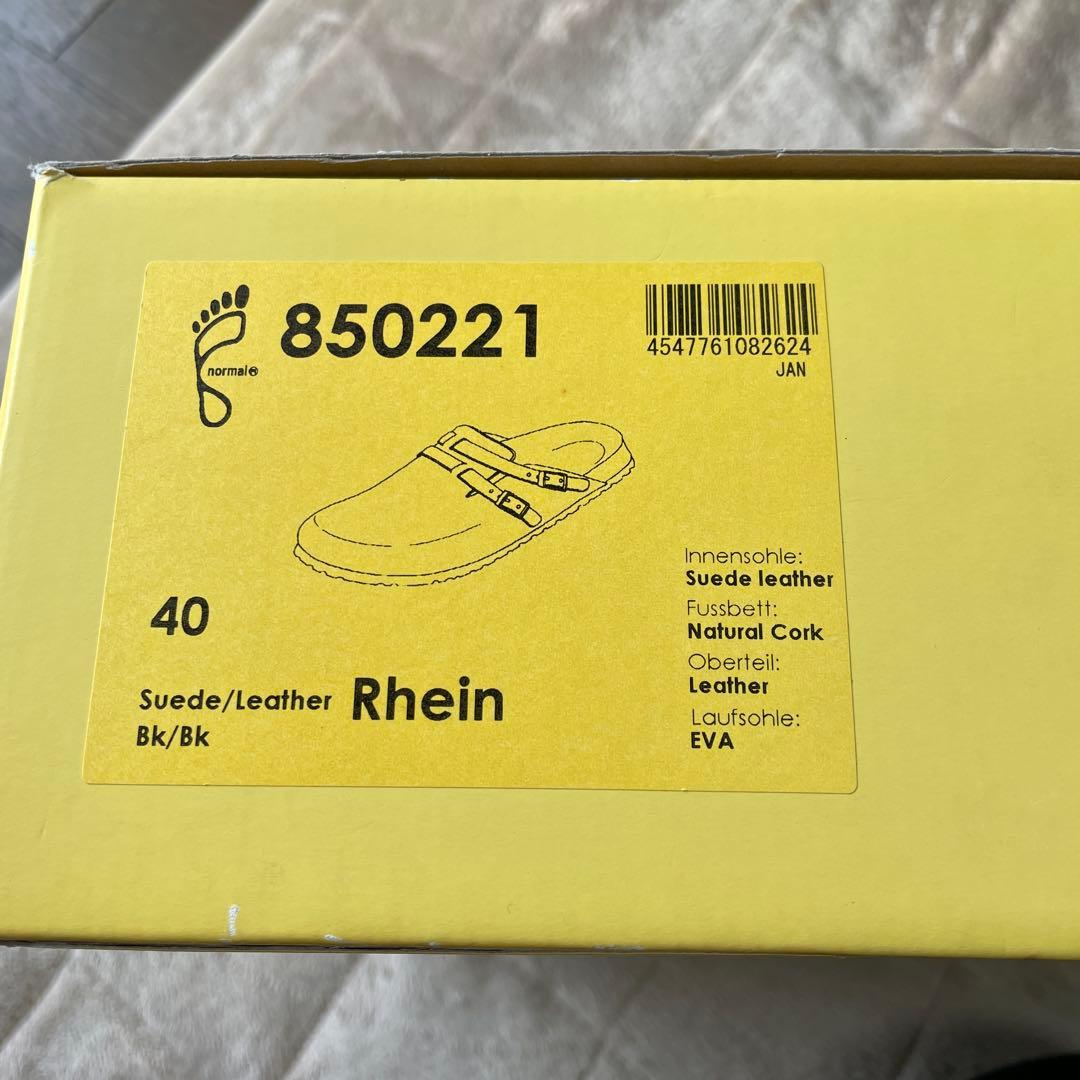 850221
normal®
4547761082624
JAN
Innensohle:
Suede leather
Fussbett:
Natural Cork
Oberteil:
Leather
Laufsohle:
EVA
40
Suede/Leather Rhein
Bk/Bk